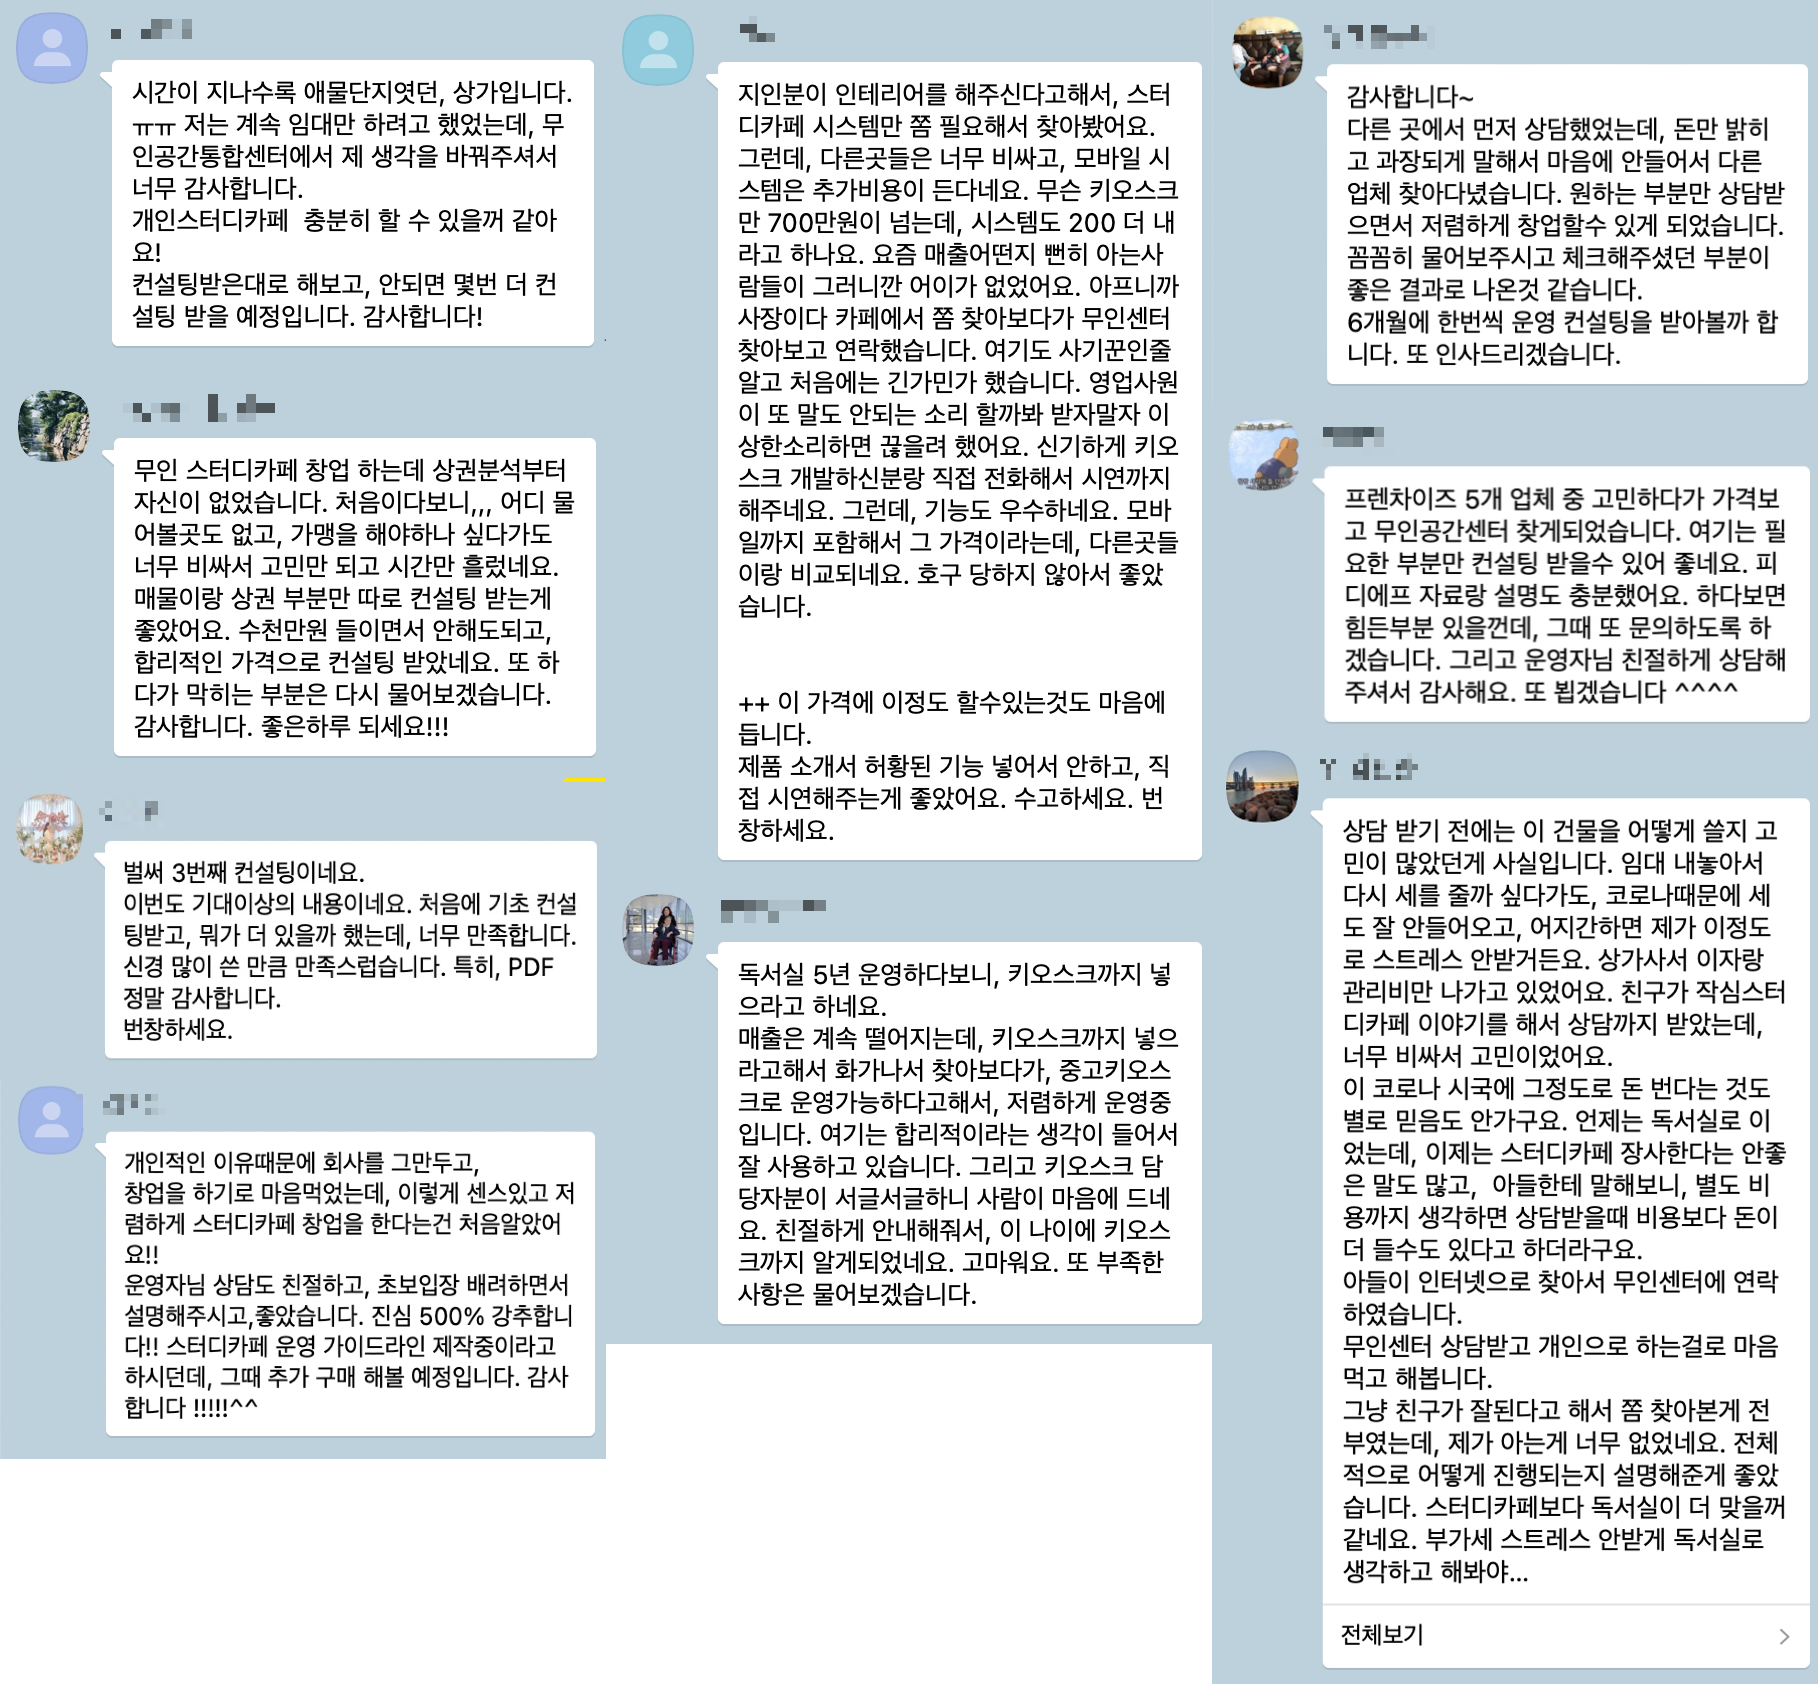 시간이 지나수록 애물단지엿던, 상가입니다.
ㅠㅠ 저는 계속 임대만 하려고 했었는데, 무
인공간통합센터에서 제 생각을 바꿔주셔서
너무 감사합니다.
개인스터디카페  충분히 할 수 있을꺼 같아
요!
컨설팅받은대로 해보고, 안되면 몇번 더 컨
설팅 받을 예정입니다. 감사합니다!
무인 스터디카페 창업 하는데 상권분석부터
자신이 없었습니다. 처음이다보니,,, 어디 물
어볼곳도 없고, 가맹을 해야하나 싶다가도
너무 비싸서 고민만 되고 시간만 흘렀네요.
매물이랑 상권 부분만 따로 컨설팅 받는게
좋았어요. 수천만원 들이면서 안해도되고,
합리적인 가격으로 컨설팅 받았네요. 또 하
다가 막히는 부분은 다시 물어보겠습니다.
감사합니다. 좋은하루 되세요!!!
벌써 3번째 컨설팅이네요.
이번도 기대이상의 내용이네요. 처음에 기초 컨설
팅받고, 뭐가 더 있을까 했는데, 너무 만족합니다.
신경 많이 쓴 만큼 만족스럽습니다. 특히, PDF
정말 감사합니다.
번창하세요.
개인적인 이유때문에 회사를 그만두고,
창업을 하기로 마음먹었는데, 이렇게 센스있고 저
렴하게 스터디카페 창업을 한다는건 처음알았어
요!!
운영자님 상담도 친절하고, 초보입장 배려하면서
설명해주시고,좋았습니다. 진심 500% 강추합니
다!! 스터디카페 운영 가이드라인 제작중이라고
하시던데, 그때 추가 구매 해볼 예정입니다. 감사
합니다 !!!!!^^
지인분이 인테리어를 해주신다고해서, 스터
디카페 시스템만 쫌 필요해서 찾아봤어요.
그런데, 다른곳들은 너무 비싸고, 모바일 시
스템은 추가비용이 든다네요. 무슨 키오스크
만 700만원이 넘는데, 시스템도 200 더 내
라고 하나요. 요즘 매출어떤지 뻔히 아는사
람들이 그러니깐 어이가 없었어요. 아프니까
사장이다 카페에서 쫌 찾아보다가 무인센터
찾아보고 연락했습니다. 여기도 사기꾼인줄
알고 처음에는 긴가민가 했습니다. 영업사원
이 또 말도 안되는 소리 할까봐 받자말자 이
상한소리하면 끊을려 했어요. 신기하게 키오
스크 개발하신분랑 직접 전화해서 시연까지
해주네요. 그런데, 기능도 우수하네요. 모바
일까지 포함해서 그 가격이라는데, 다른곳들
이랑 비교되네요. 호구 당하지 않아서 좋았
습니다.
++ 이 가격에 이정도 할수있는것도 마음에
듭니다.
제품 소개서 허황된 기능 넣어서 안하고, 직
접 시연해주는게 좋았어요. 수고하세요. 번
창하세요.
독서실 5년 운영하다보니, 키오스크까지 넣
으라고 하네요.
매출은 계속 떨어지는데, 키오스크까지 넣으
라고해서 화가나서 찾아보다가, 중고키오스
크로 운영가능하다고해서, 저렴하게 운영중
입니다. 여기는 합리적이라는 생각이 들어서
잘 사용하고 있습니다. 그리고 키오스크 담
당자분이 서글서글하니 사람이 마음에 드네
요. 친절하게 안내해줘서, 이 나이에 키오스
크까지 알게되었네요. 고마워요. 또 부족한
사항은 물어보겠습니다.
감사합니다~
다른 곳에서 먼저 상담했었는데, 돈만 밝히
고 과장되게 말해서 마음에 안들어서 다른
업체 찾아다녔습니다. 원하는 부분만 상담받
으면서 저렴하게 창업할수 있게 되었습니다.
꼼꼼히 물어보주시고 체크해주셨던 부분이
좋은 결과로 나온것 같습니다.
6개월에 한번씩 운영 컨설팅을 받아볼까 합
니다. 또 인사드리겠습니다.
프렌차이즈 5개 업체 중 고민하다가 가격보
고 무인공간센터 찾게되었습니다. 여기는 필
요한 부분만 컨설팅 받을수 있어 좋네요. 피
디에프 자료랑 설명도 충분했어요. 하다보면
힘든부분 있을껀데, 그때 또 문의하도록 하
겠습니다. 그리고 운영자님 친절하게 상담해
주셔서 감사해요. 또 뵙겠습니다 ^^^^
상담 받기 전에는 이 건물을 어떻게 쓸지 고
민이 많았던게 사실입니다. 임대 내놓아서
다시 세를 줄까 싶다가도, 코로나때문에 세
도 잘 안들어오고, 어지간하면 제가 이정도
로 스트레스 안받거든요. 상가사서 이자랑
관리비만 나가고 있었어요. 친구가 작심스터
디카페 이야기를 해서 상담까지 받았는데,
너무 비싸서 고민이었어요.
이 코로나 시국에 그정도로 돈 번다는 것도
별로 믿음도 안가구요. 언제는 독서실로 이
었는데, 이제는 스터디카페 장사한다는 안좋
은 말도 많고,  아들한테 말해보니, 별도 비
용까지 생각하면 상담받을때 비용보다 돈이
더 들수도 있다고 하더라구요.
아들이 인터넷으로 찾아서 무인센터에 연락
하였습니다.
무인센터 상담받고 개인으로 하는걸로 마음
먹고 해봅니다.
그냥 친구가 잘된다고 해서 쫌 찾아본게 전
부였는데, 제가 아는게 너무 없었네요. 전체
적으로 어떻게 진행되는지 설명해준게 좋았
습니다. 스터디카페보다 독서실이 더 맞을꺼
같네요. 부가세 스트레스 안받게 독서실로
생각하고 해봐야...
전체보기